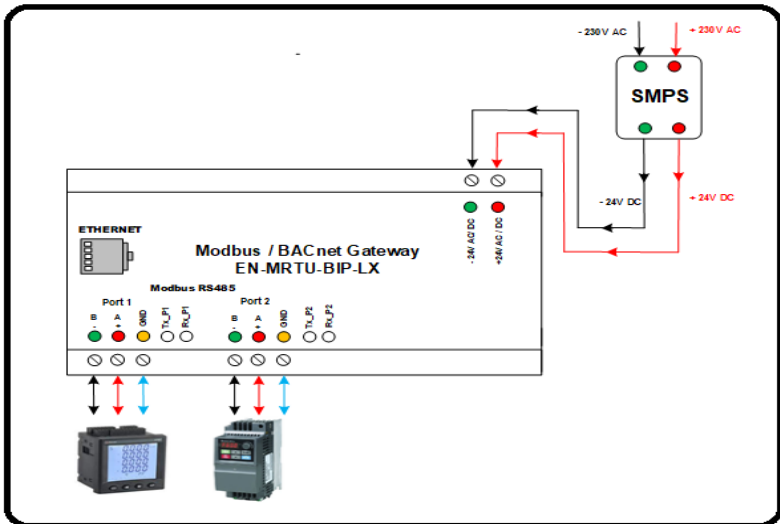 - 230V AC
+ 230V AC
SMPS
- 24V DC
+ 24V DC
- 24V AC/DC
+24V AC / DC
ETHERNET
Modbus / BACnet Gateway
EN-MRTU-BIP-LX
Modbus RS485
Port 1
Port 2
B
-
A
+
GND
Tx_P1
Rx_P1
B
-
A
+
GND
Tx_P2
Rx_P2